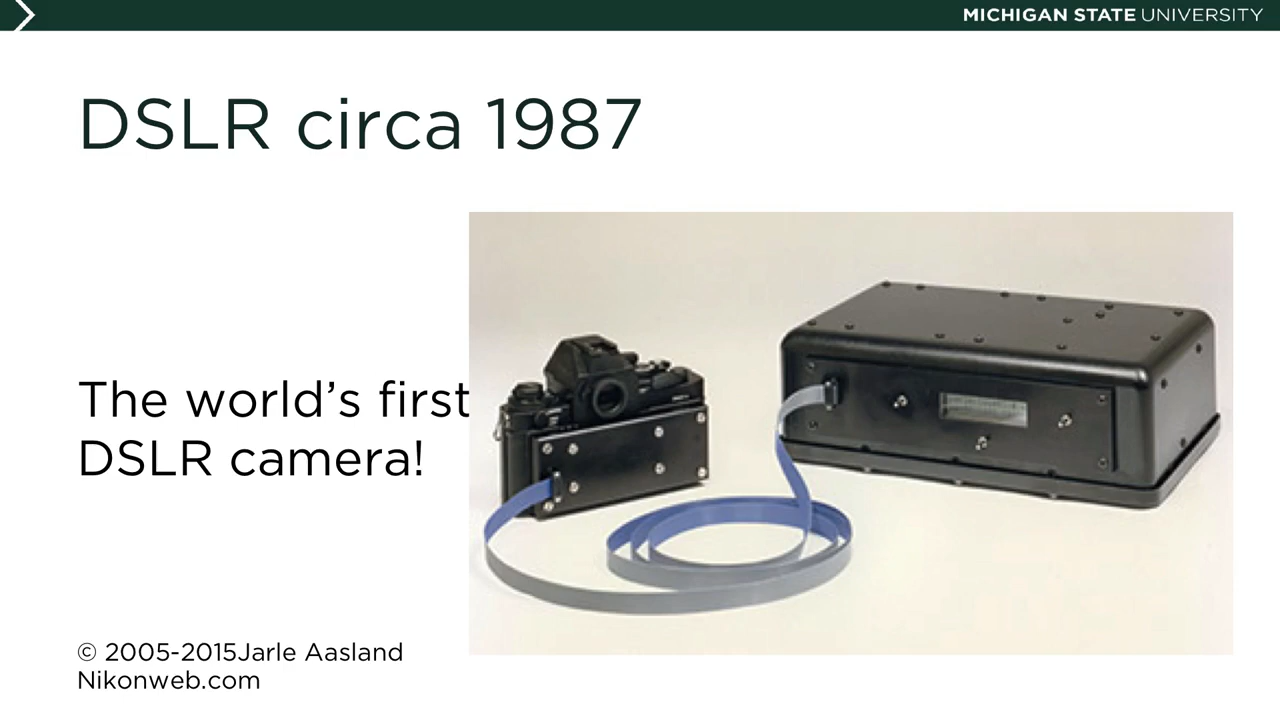 MICHIGAN STATE UNIVERSITY
DSLR circa 1987
The world’s first
DSLR camera!
© 2005-2015Jarle Aasland
Nikonweb.com